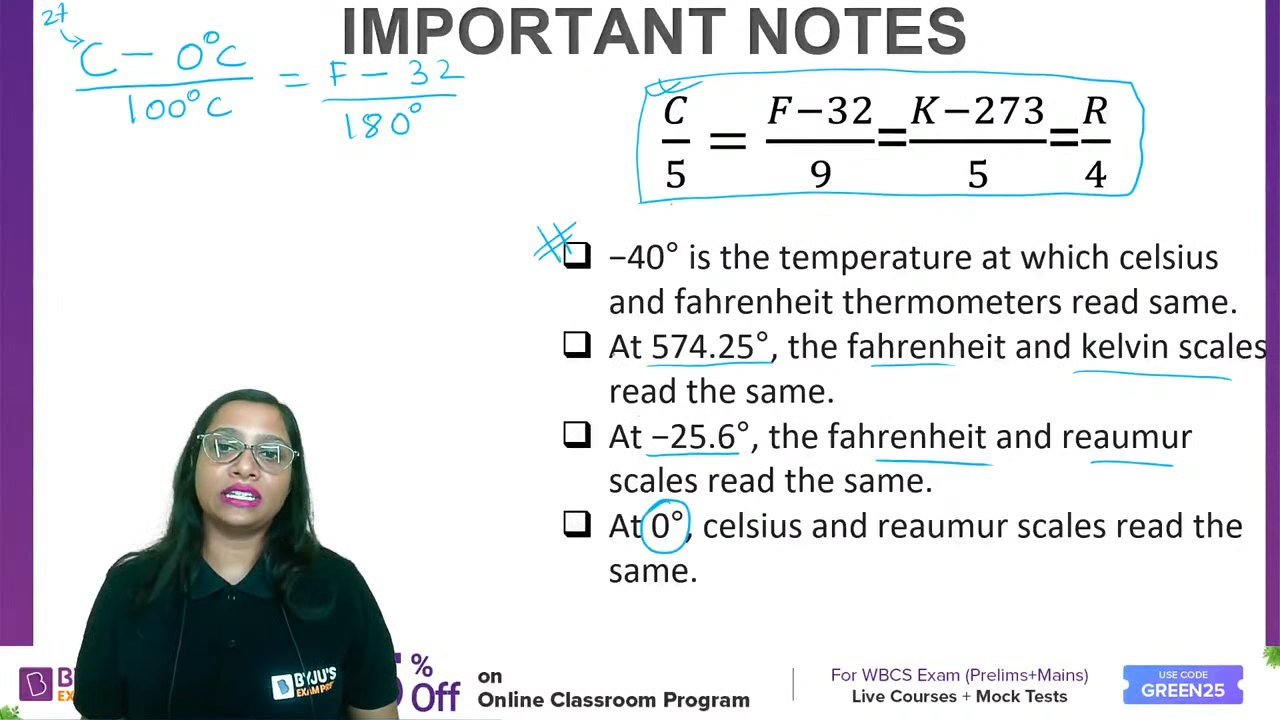 IMPORTANT NOTES
27
C − 0°C / 100°C = F − 32 / 180°
C/5 = F−32/9 = K−273/5 = R/4
❑ −40° is the temperature at which celsius
and fahrenheit thermometers read same.
❑ At 574.25°, the fahrenheit and kelvin scales
read the same.
❑ At −25.6°, the fahrenheit and reaumur
scales read the same.
❑ At 0°, celsius and reaumur scales read the
same.
BYJU'S
EXAM PREP
%
Off
on
Online Classroom Program
For WBCS Exam (Prelims+Mains)
Live Courses + Mock Tests
USE CODE
GREEN25